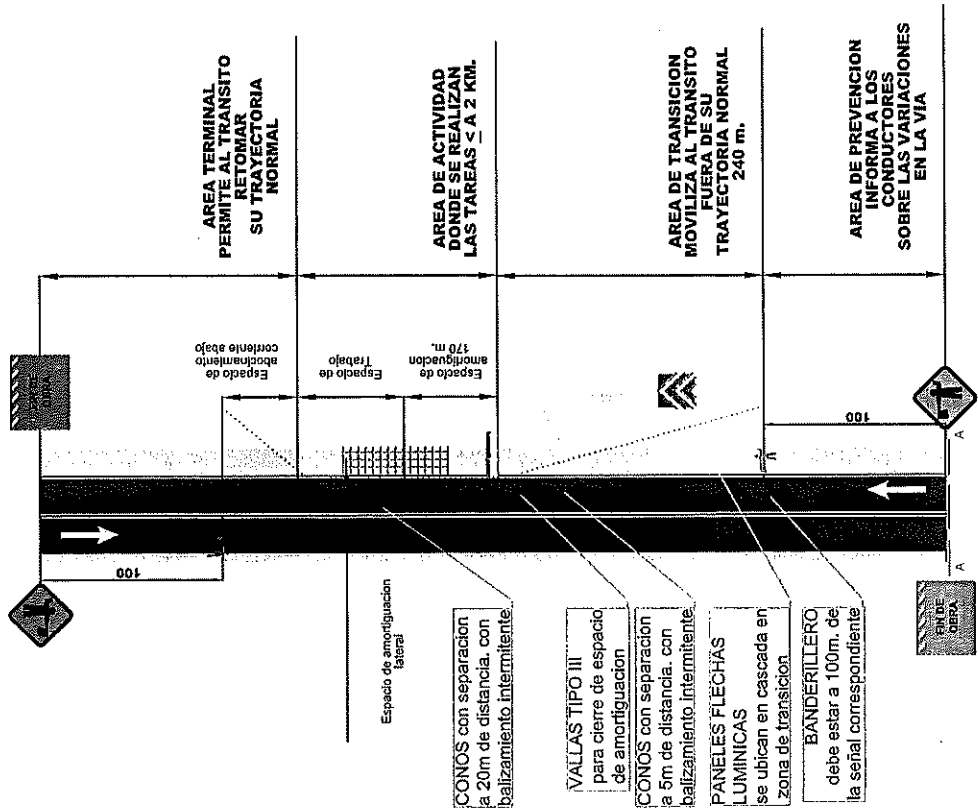 FIN DE
OBRA
AREA TERMINAL
PERMITE AL TRANSITO
RETOMAR
SU TRAYECTORIA
NORMAL
AREA DE ACTIVIDAD
DONDE SE REALIZAN
LAS TAREAS < A 2 KM.
AREA DE TRANSICION
MOVILIZA AL TRANSITO
FUERA DE SU
TRAYECTORIA NORMAL
240 m.
AREA DE PREVENCION
INFORMA A LOS
CONDUCTORES
SOBRE LAS VARIACIONES
EN LA VIA
Espacio de
abocinamiento
corriente abajo
Espacio de
Trabajo
Espacio de
amortiguacion
170 m.
100
100
Espacio de amortiguacion
lateral
CONOS con separacion
a 20m de distancia. con
balizamiento intermitente
VALLAS TIPO III
para cierre de espacio
de amortiguacion
CONOS con separacion
a 5m de distancia. con
balizamiento intermitente
PANELES FLECHAS
LUMINICAS
se ubican en cascada en
zona de transicion
BANDERILLERO
debe estar a 100m. de
la señal correspondiente
A
A
FIN DE
OBRA